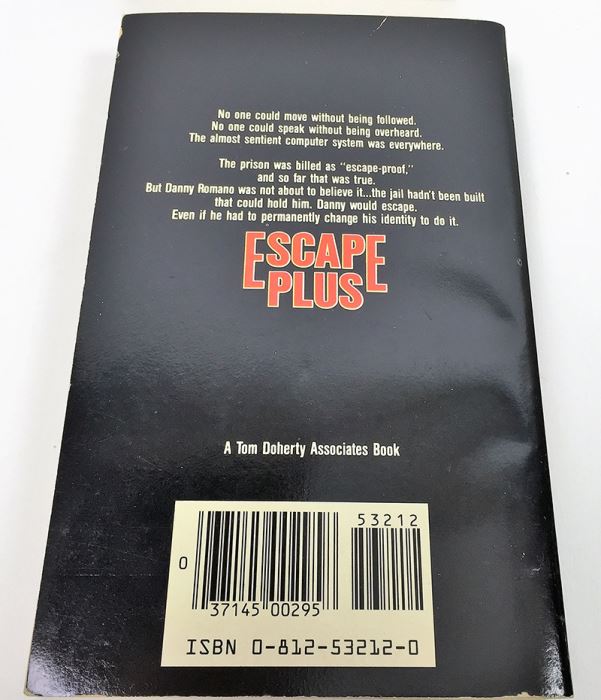 No one could move without being followed.
No one could speak without being overheard.
The almost sentient computer system was everywhere.
The prison was billed as "escape-proof,"
and so far that was true.
But Danny Romano was not about to believe it...the jail hadn't been built
that could hold him. Danny would escape.
Even if he had to permanently change his identity to do it.
ESCAPE
PLUS
A Tom Doherty Associates Book
53212
0
37145 00295
ISBN 0-812-53212-0